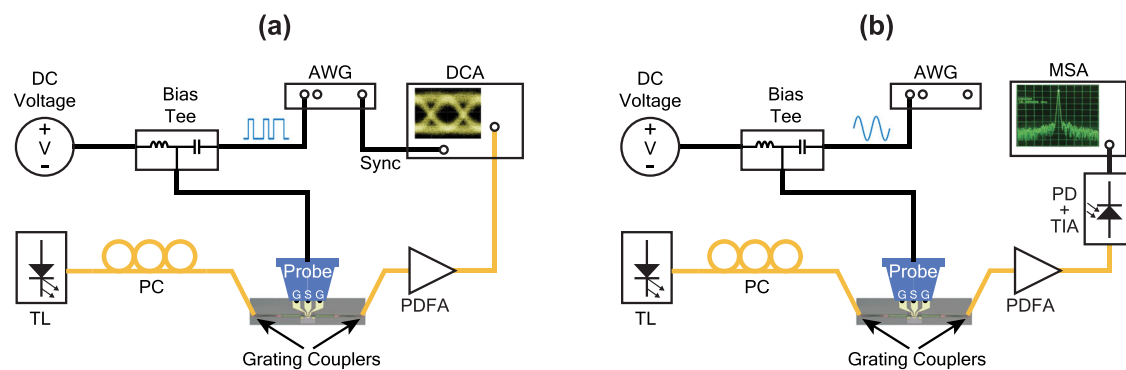 (a)
DC
Voltage
+
V
-
Bias
Tee
AWG
DCA
Sync
TL
PC
Probe
G S G
PDFA
Grating Couplers
(b)
DC
Voltage
+
V
-
Bias
Tee
AWG
MSA
PD
+
TIA
TL
PC
Probe
G S G
PDFA
Grating Couplers